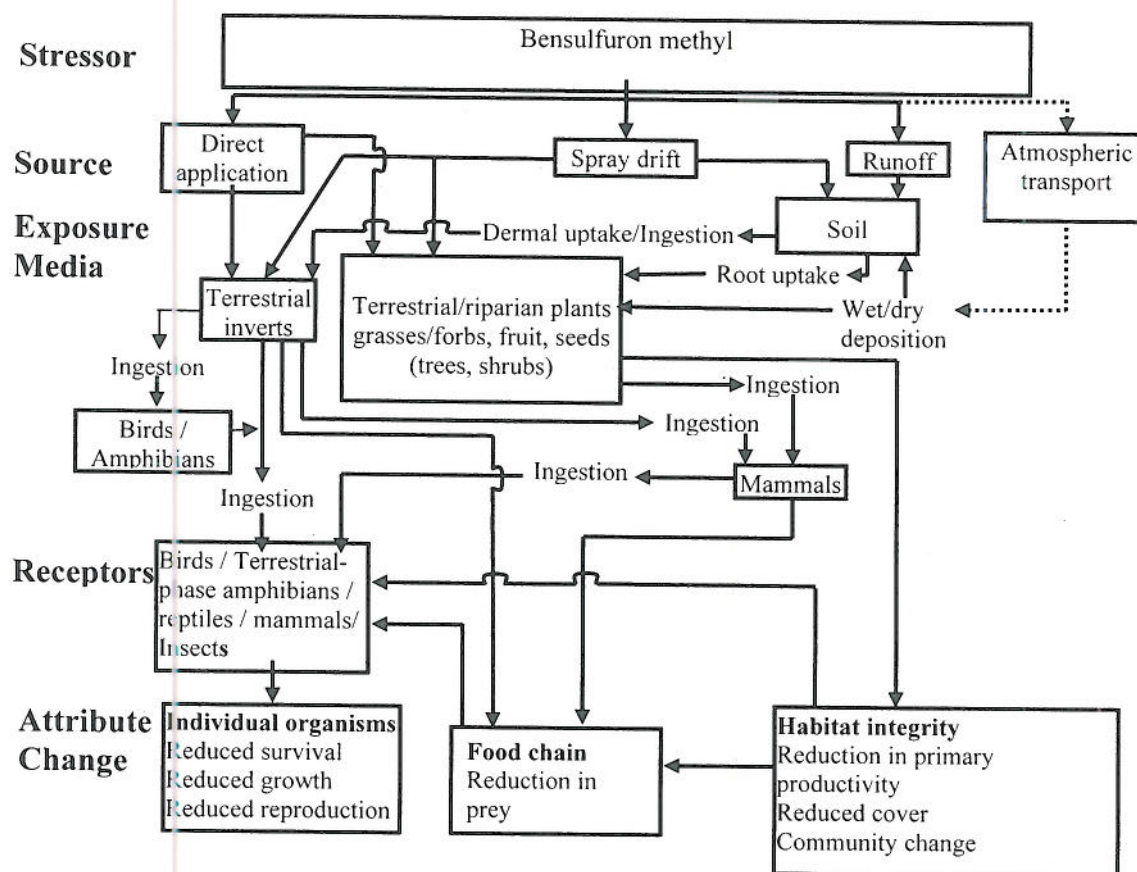 Stressor
Bensulfuron methyl
Source
Direct
application
Spray drift
Runoff
Atmospheric
transport
Exposure
Media
Dermal uptake/Ingestion
Soil
Root uptake
Wet/dry
deposition
Terrestrial
inverts
Terrestrial/riparian plants
grasses/forbs, fruit, seeds
(trees, shrubs)
Ingestion
Ingestion
Ingestion
Birds /
Amphibians
Ingestion
Ingestion
Mammals
Receptors
Birds / Terrestrial-
phase amphibians /
reptiles / mammals/
Insects
Attribute
Change
Individual organisms
Reduced survival
Reduced growth
Reduced reproduction
Food chain
Reduction in
prey
Habitat integrity
Reduction in primary
productivity
Reduced cover
Community change